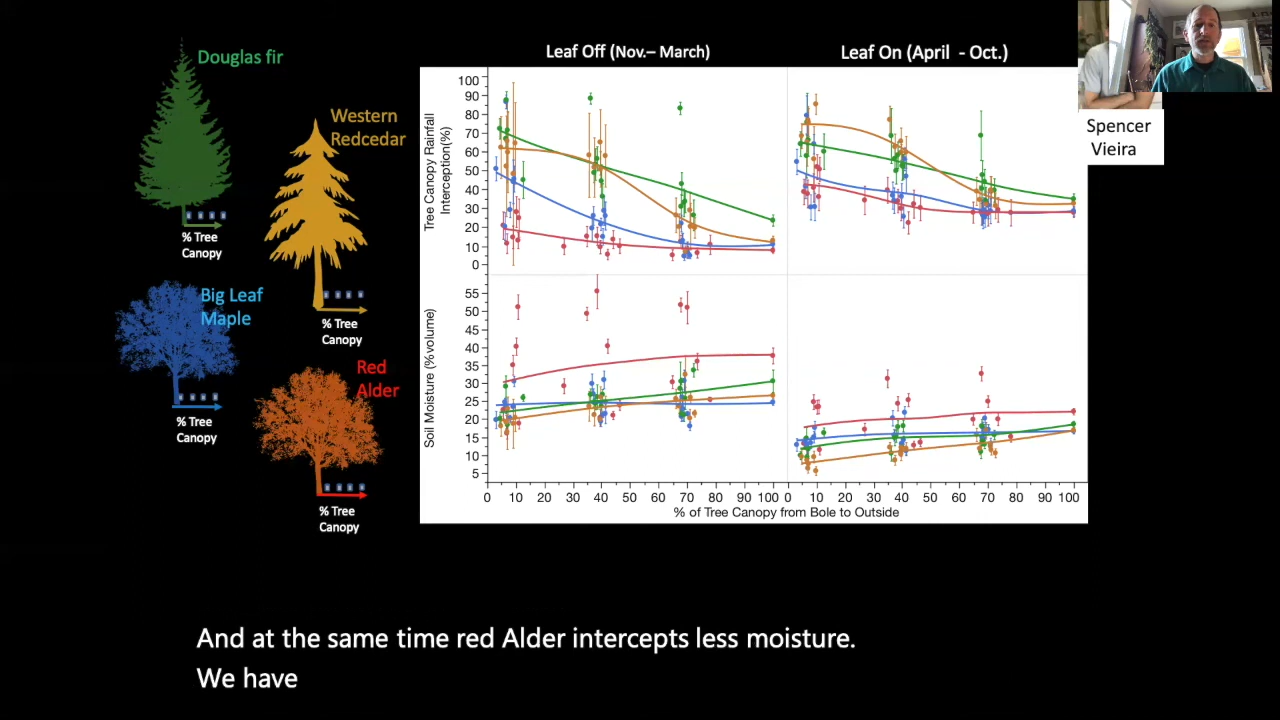 Douglas fir
Western
Redcedar
% Tree
Canopy
Big Leaf
Maple
% Tree
Canopy
Red
Alder
% Tree
Canopy
% Tree
Canopy
Leaf Off (Nov.– March)
Leaf On (April - Oct.)
Tree Canopy Rainfall
Interception(%)
100
90
80
70
60
50
40
30
20
10
0
Soil Moisture (%volume)
55
50
45
40
35
30
25
20
15
10
5
0 10 20 30 40 50 60 70 80 90 100
0 10 20 30 40 50 60 70 80 90 100
% of Tree Canopy from Bole to Outside
Spencer
Vieira
And at the same time red Alder intercepts less moisture.
We have